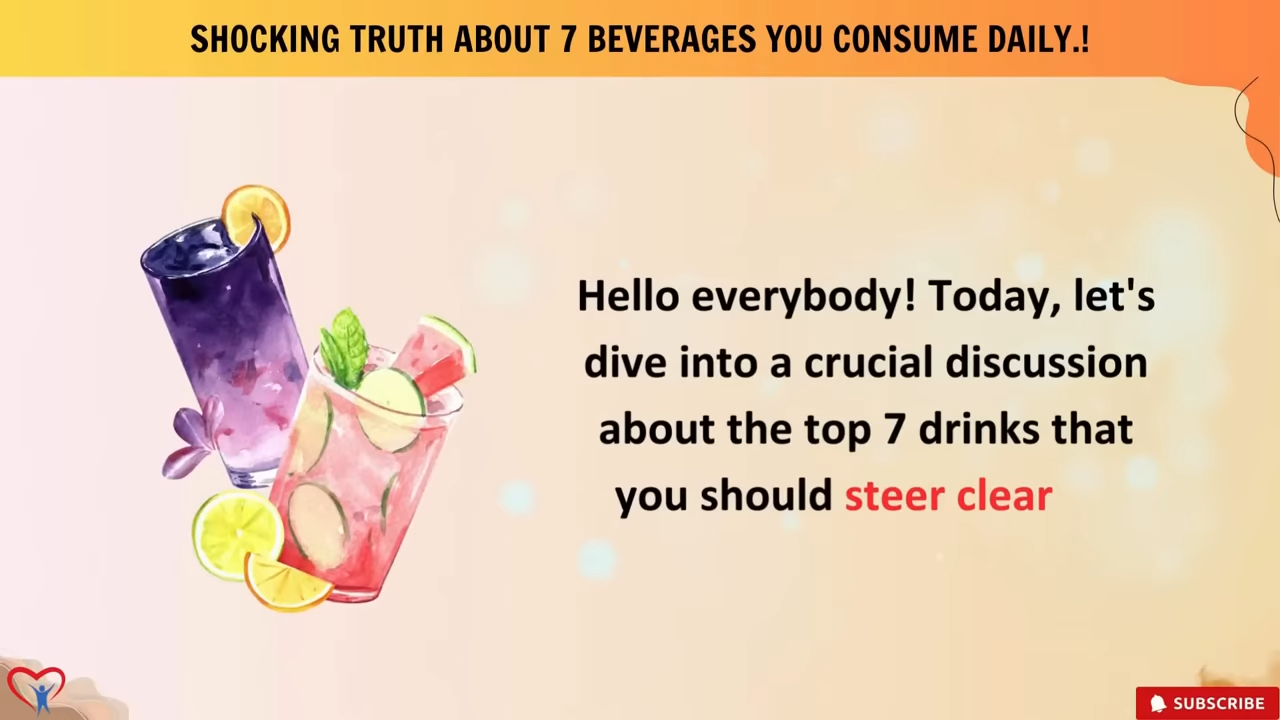 SHOCKING TRUTH ABOUT 7 BEVERAGES YOU CONSUME DAILY.!
Hello everybody! Today, let's
dive into a crucial discussion
about the top 7 drinks that
you should steer clear
SUBSCRIBE